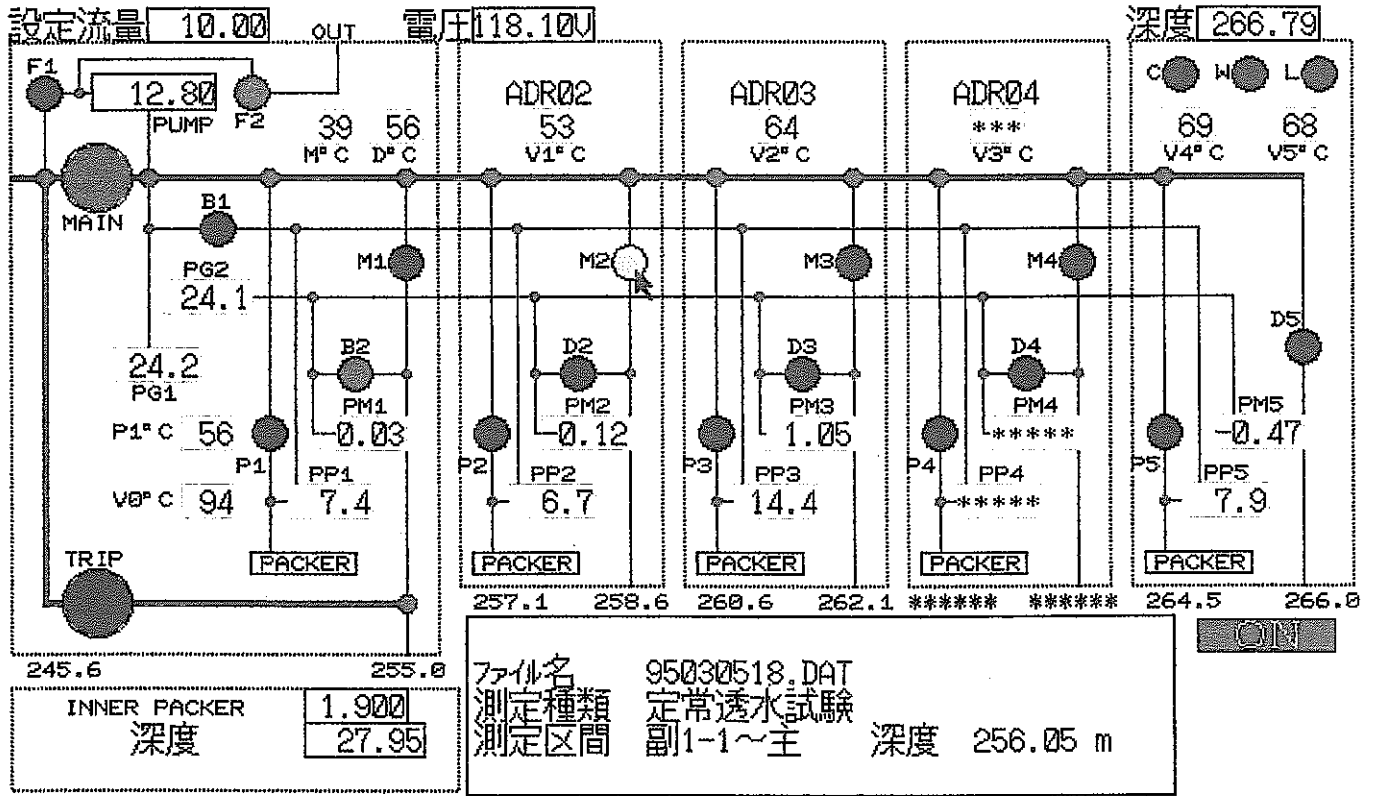 設定流量 10.00 OUT 電圧 118.10V 深度 266.79
F1 12.80 PUMP F2
39 M°C 56 D°C
ADR02 53 V1°C
ADR03 64 V2°C
ADR04 *** V3°C
C W L
69 V4°C 68 V5°C
MAIN B1
PG2 24.1
M1 M2 M3 M4
24.2 PG1
B2 D2 D3 D4 D5
PM1 -0.03
PM2 -0.12
PM3 1.05
PM4 *****
PM5 -0.47
P1°C 56 P1
P2 P3 P4 P5
V0°C 94
PP1 7.4
PP2 6.7
PP3 14.4
PP4 *****
PP5 7.9
TRIP
PACKER PACKER PACKER PACKER PACKER
257.1 258.6 260.6 262.1 ****** ****** 264.5 266.0
ON
245.6 255.0
INNER PACKER 1.900
深度 27.95
ファイル名 95030518.DAT
測定種類 定常透水試験
測定区間 副1-1~主 深度 256.05 m